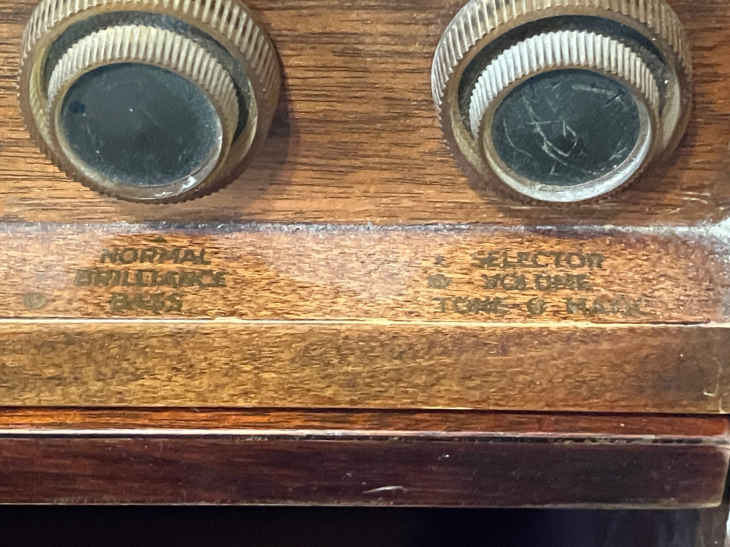 NORMAL
BRILLIANCE
BASS
SELECTOR
VOLUME
TONE-O-